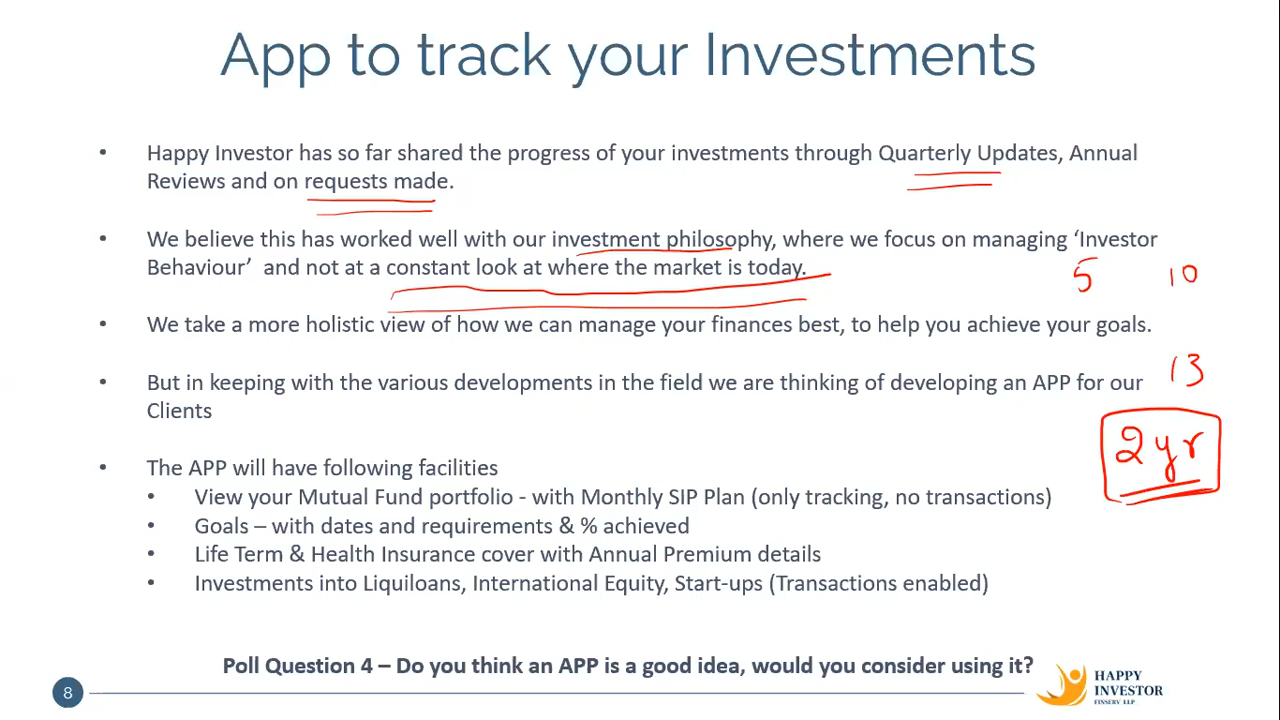 App to track your Investments
• Happy Investor has so far shared the progress of your investments through Quarterly Updates, Annual
Reviews and on requests made.
• We believe this has worked well with our investment philosophy, where we focus on managing ‘Investor
Behaviour’ and not at a constant look at where the market is today.
5 10
• We take a more holistic view of how we can manage your finances best, to help you achieve your goals.
13
• But in keeping with the various developments in the field we are thinking of developing an APP for our
Clients
2 yr
• The APP will have following facilities
• View your Mutual Fund portfolio - with Monthly SIP Plan (only tracking, no transactions)
• Goals – with dates and requirements & % achieved
• Life Term & Health Insurance cover with Annual Premium details
• Investments into Liquiloans, International Equity, Start-ups (Transactions enabled)
Poll Question 4 – Do you think an APP is a good idea, would you consider using it?
8
HAPPY
INVESTOR
FINSERV LLP